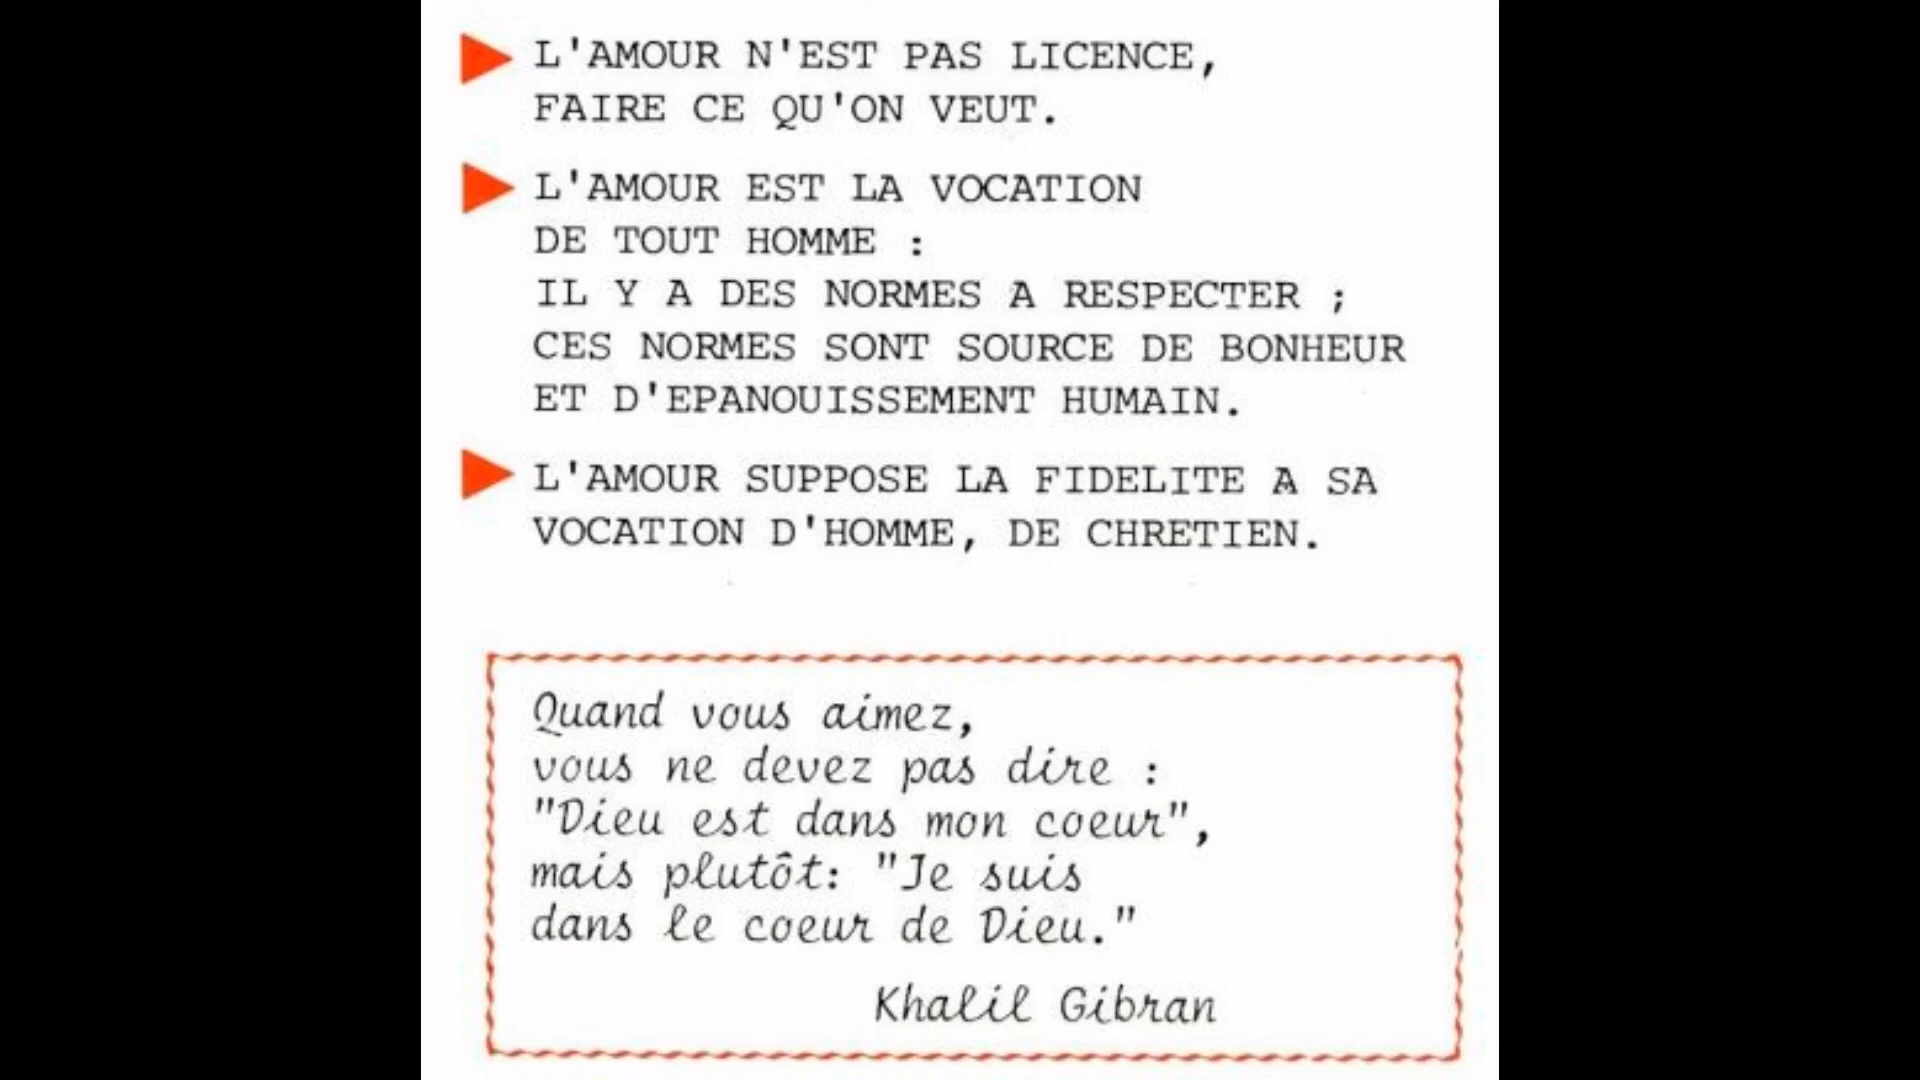 L'AMOUR N'EST PAS LICENCE,
FAIRE CE QU'ON VEUT.
L'AMOUR EST LA VOCATION
DE TOUT HOMME :
IL Y A DES NORMES A RESPECTER ;
CES NORMES SONT SOURCE DE BONHEUR
ET D'EPANOUISSEMENT HUMAIN.
L'AMOUR SUPPOSE LA FIDELITE A SA
VOCATION D'HOMME, DE CHRETIEN.
Quand vous aimez,
vous ne devez pas dire :
"Dieu est dans mon coeur",
mais plutôt: "Je suis
dans le coeur de Dieu."
Khalil Gibran